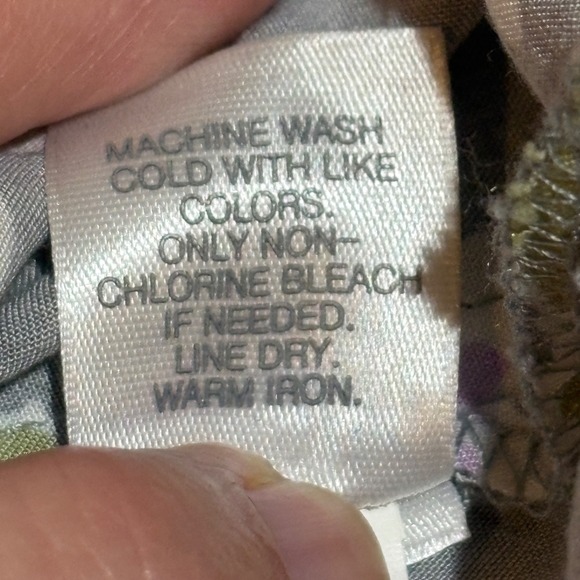 MACHINE WASH
COLD WITH LIKE
COLORS.
ONLY NON-
CHLORINE BLEACH
IF NEEDED.
LINE DRY.
WARM IRON.